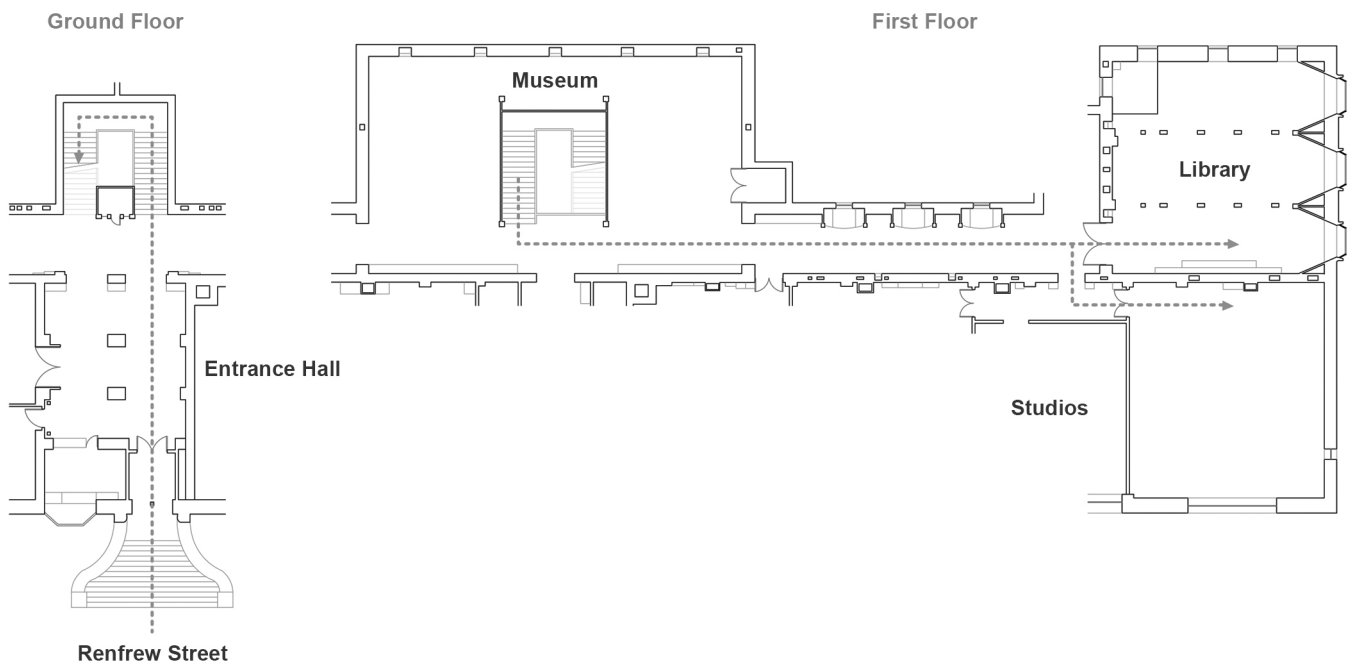 Ground Floor
First Floor
Museum
Library
Entrance Hall
Studios
Renfrew Street